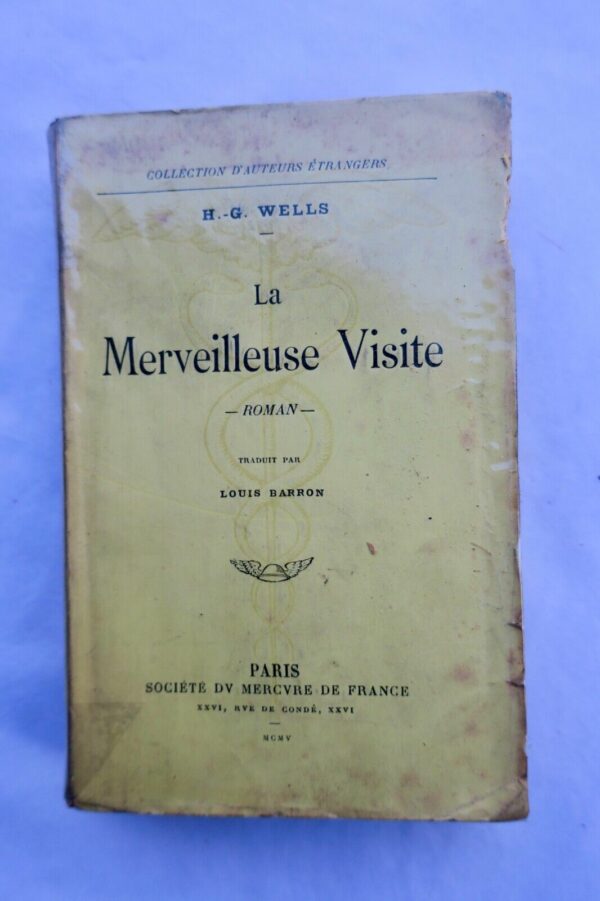 COLLECTION D'AUTEURS ÉTRANGERS
H.-G. WELLS
La
Merveilleuse Visite
— ROMAN —
TRADUIT PAR
LOUIS BARRON
PARIS
SOCIÉTÉ DV MERCVRE DE FRANCE
XXVI, RVE DE CONDÉ, XXVI
MCMV